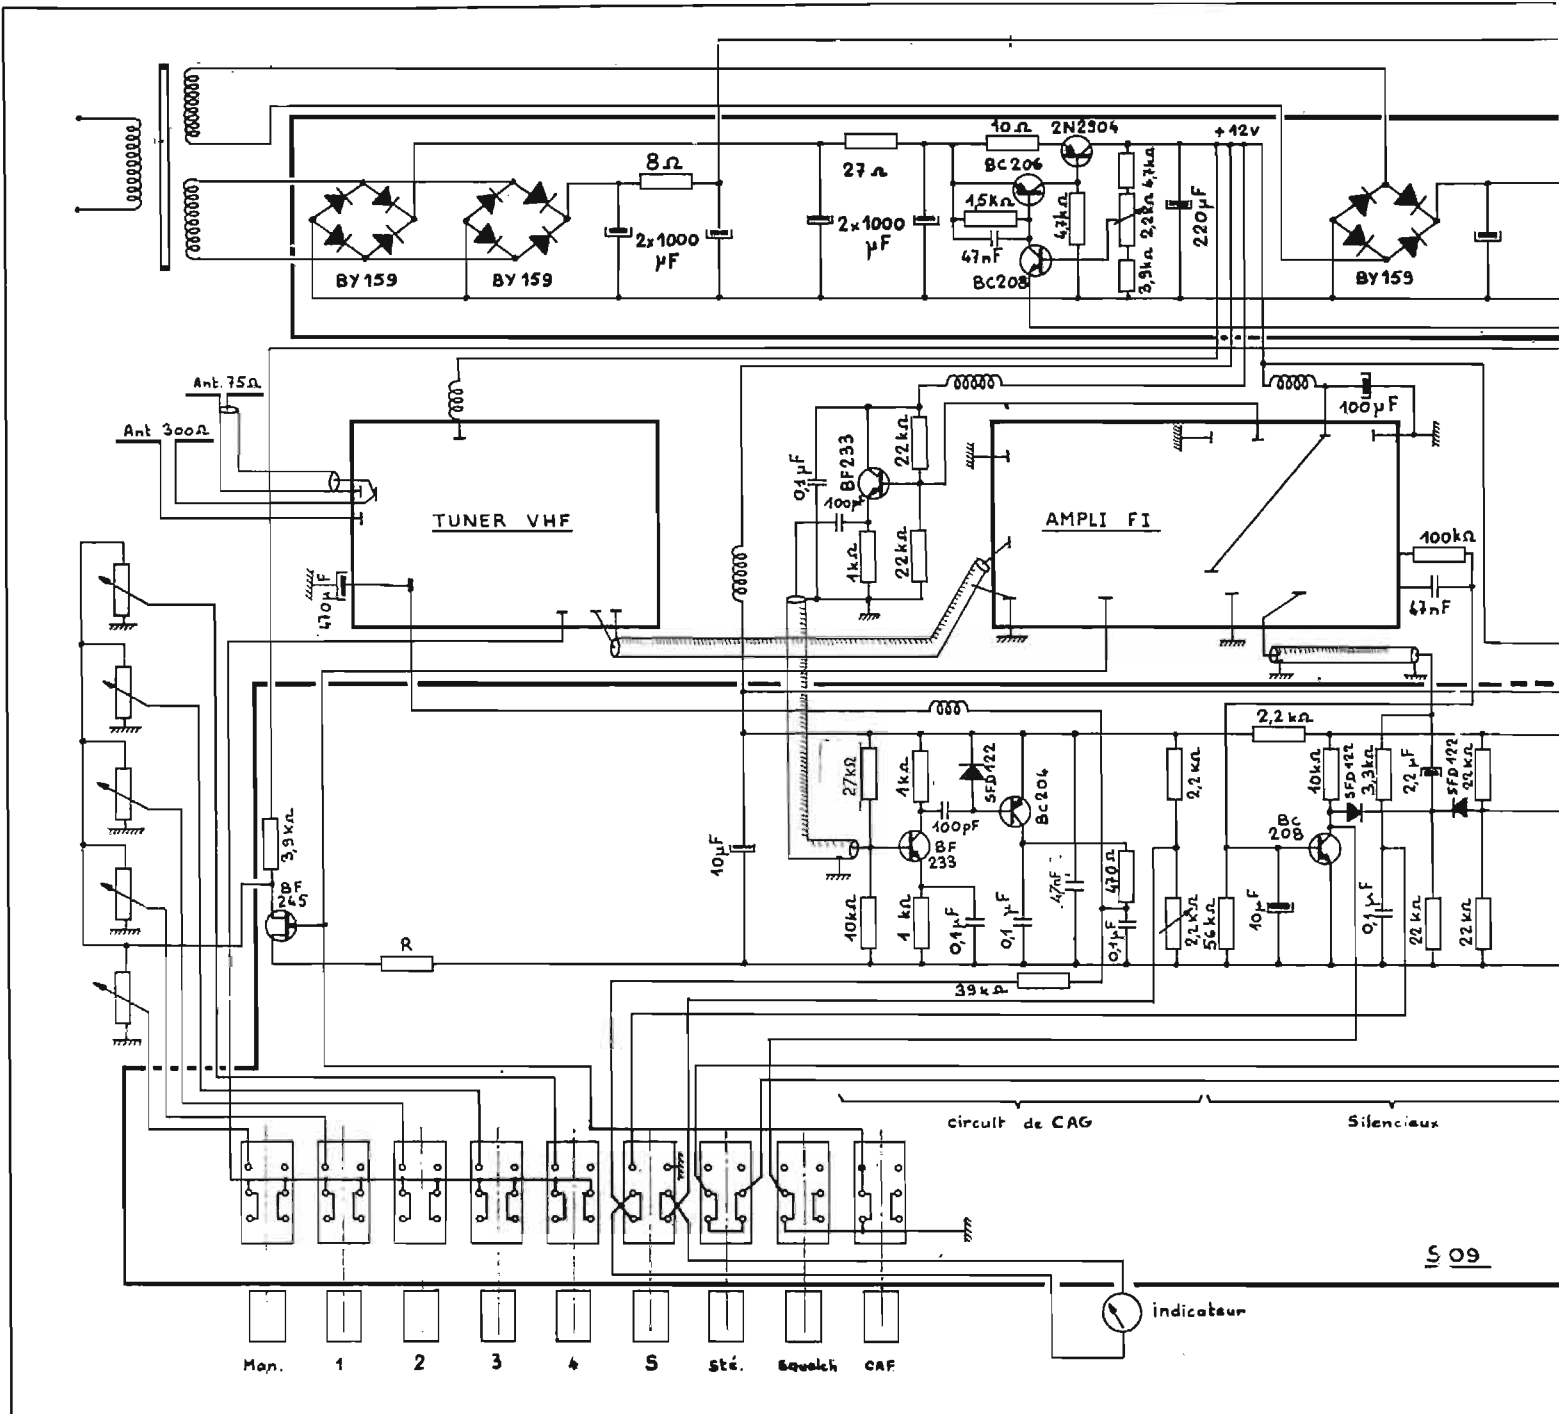 10Ω
2N2904
+12V
8Ω
27Ω
BC206
4,7kΩ
1,5kΩ
4,7kΩ
2,2kΩ
220µF
2x1000
µF
2x1000
µF
47nF
BC208
3,9kΩ
BY159
BY159
BY159
Ant. 75Ω
Ant 300Ω
100µF
22kΩ
BF233
0,1µF
100pF
TUNER VHF
AMPLI FI
1kΩ
22kΩ
100kΩ
47nF
470µF
2,2kΩ
27kΩ
1kΩ
SFD122
BC204
2,2kΩ
10kΩ
SFD122
3,3kΩ
2,2µF
SFD122
22kΩ
100pF
3,9kΩ
10µF
BF
233
BC
208
BF
245
47nF
470Ω
R
10kΩ
1kΩ
0,1µF
0,1µF
0,1µF
2,2kΩ
56kΩ
10µF
0,1µF
22kΩ
22kΩ
39kΩ
circuit de CAG
Silencieux
S 09
indicateur
Man.
1
2
3
4
S
Sté.
Squelch
CAF